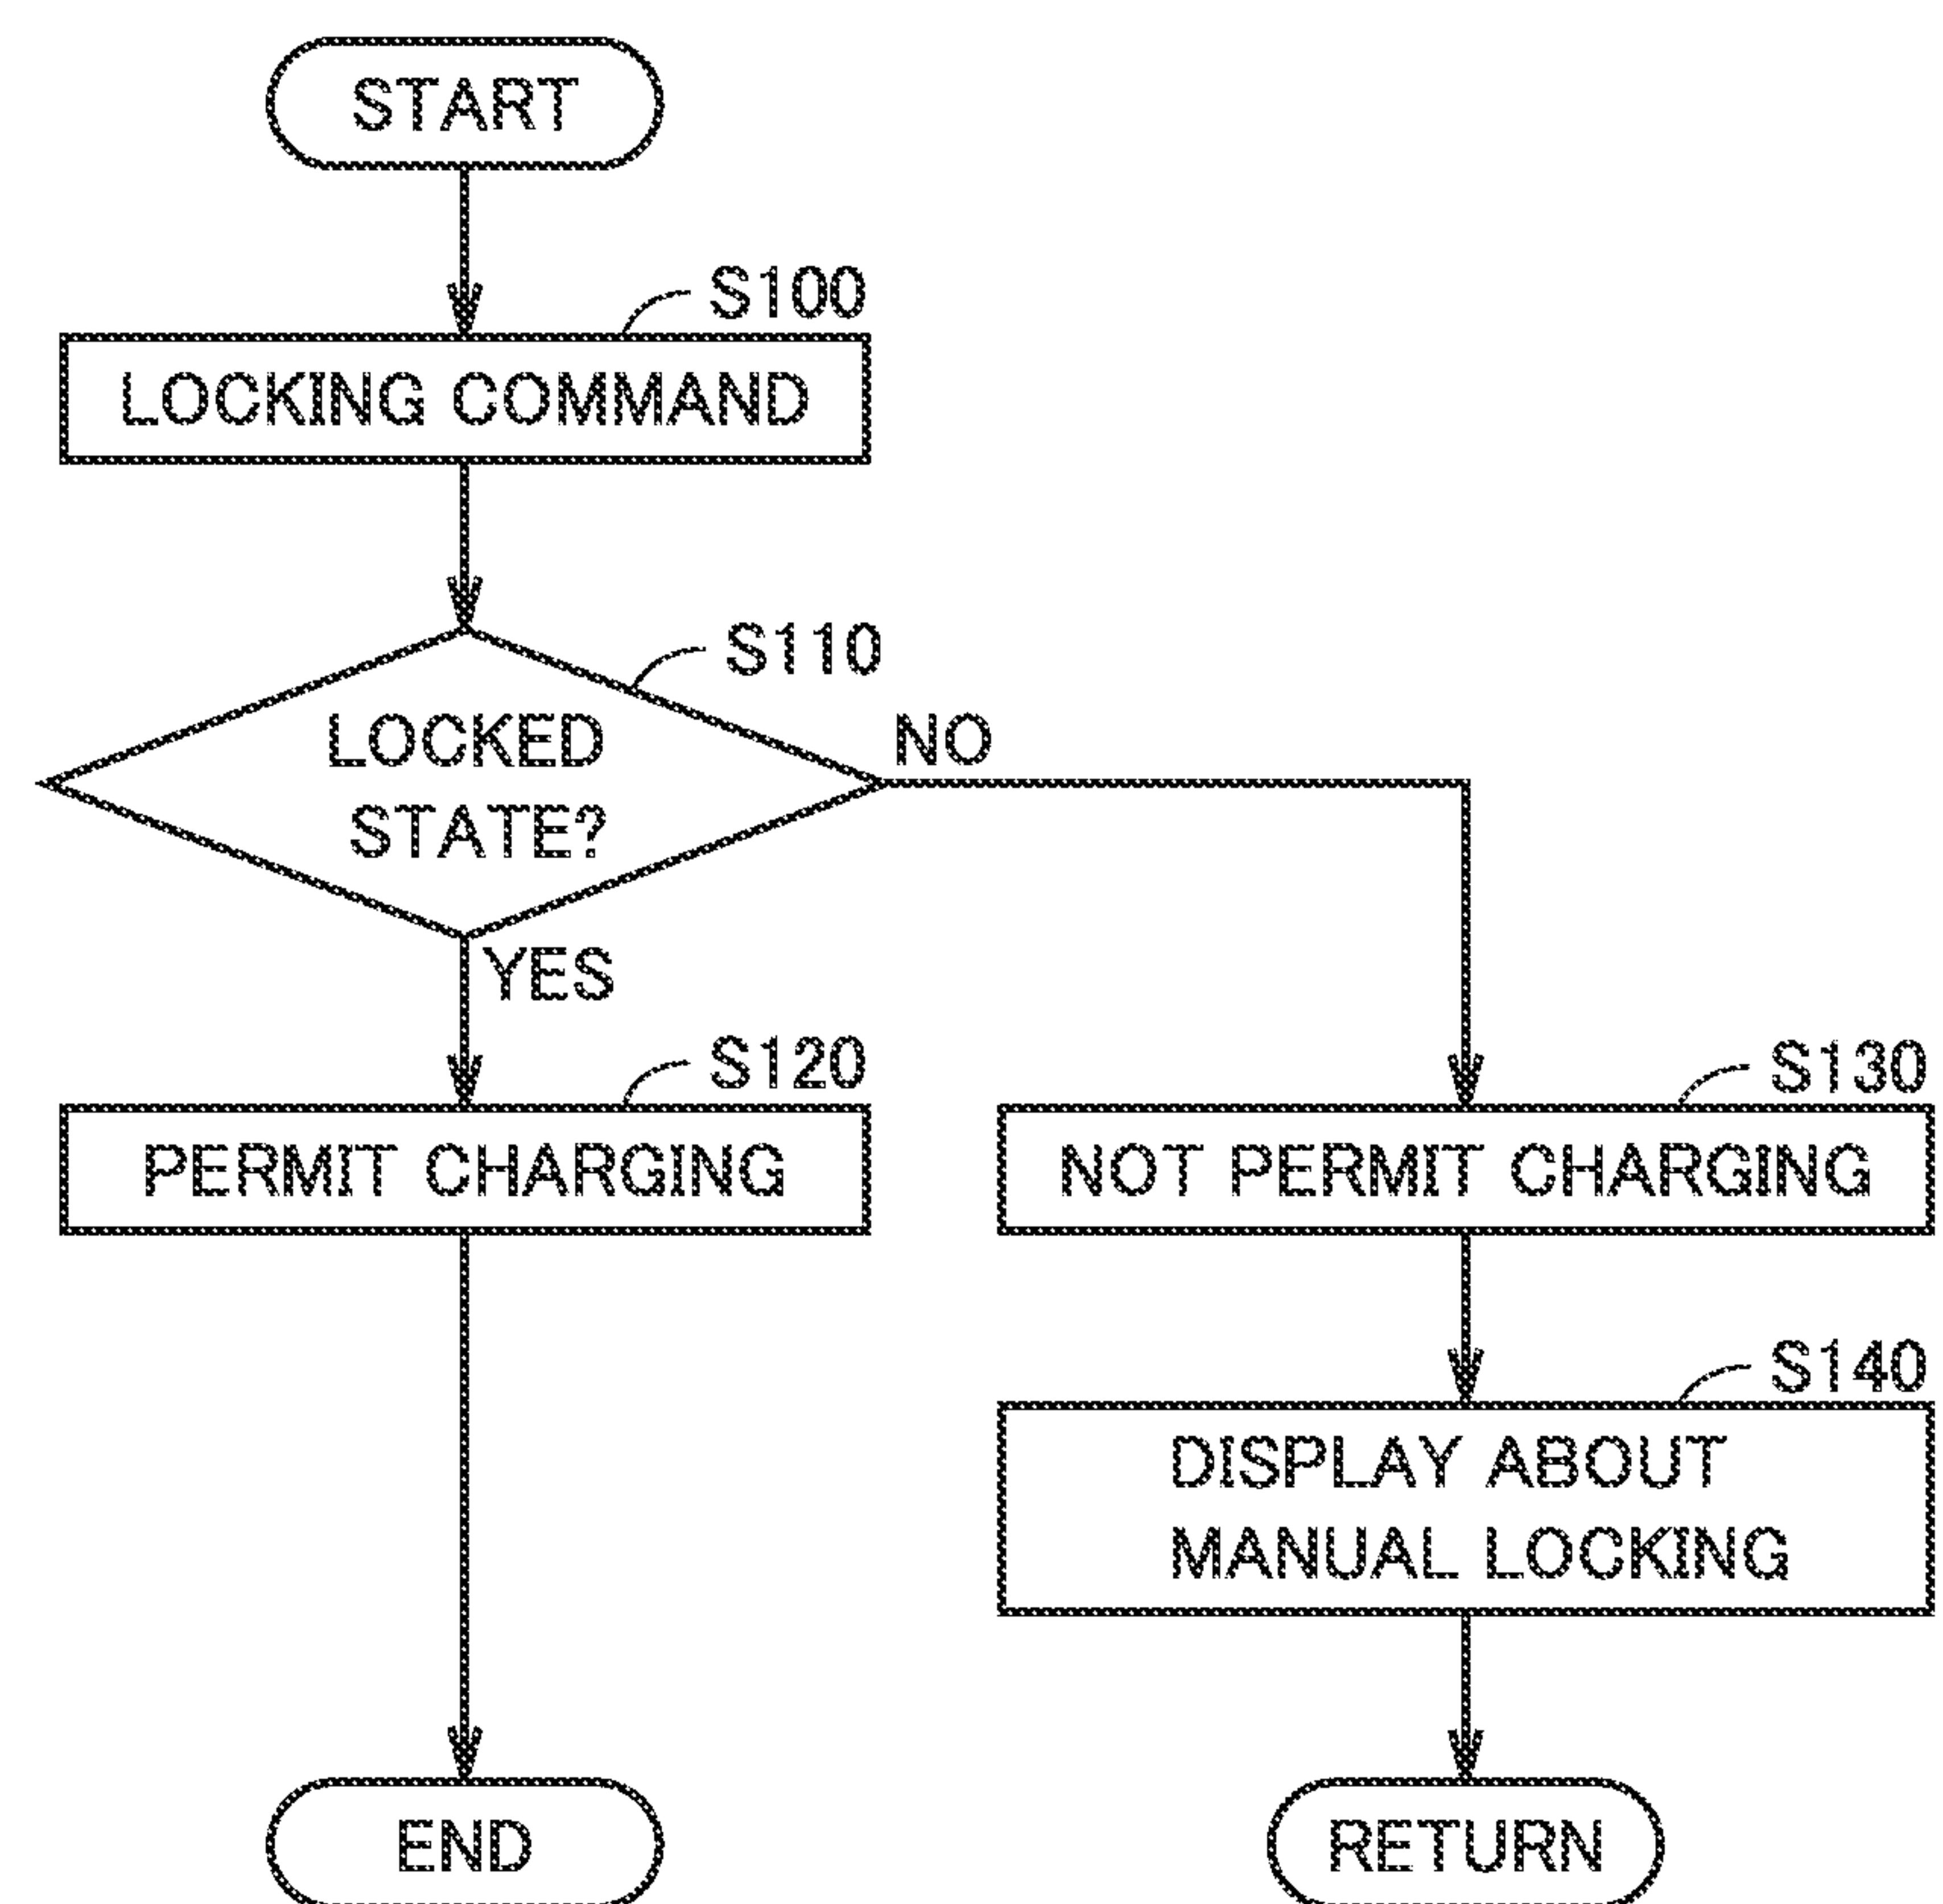 START
S100
LOCKING COMMAND
S110
LOCKED
STATE?
NO
YES
S120
PERMIT CHARGING
S130
NOT PERMIT CHARGING
S140
DISPLAY ABOUT
MANUAL LOCKING
END
RETURN